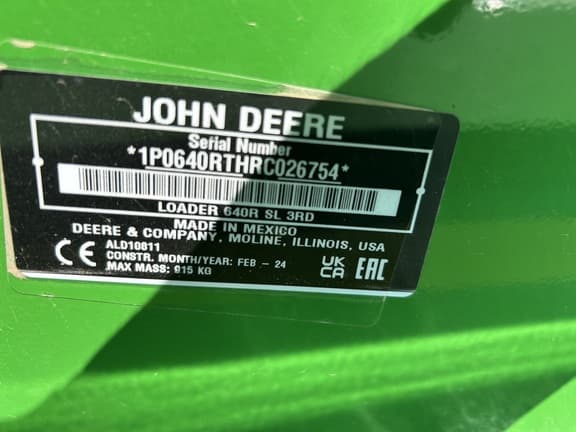 JOHN DEERE
Serial Number
*1P0640RTHRC026754*
LOADER 640R SL 3RD
MADE IN MEXICO
DEERE & COMPANY, MOLINE, ILLINOIS, USA
ALD10811
CONSTR. MONTH/YEAR: FEB - 24
MAX MASS: 915 KG
CE
UK
CA
EAC